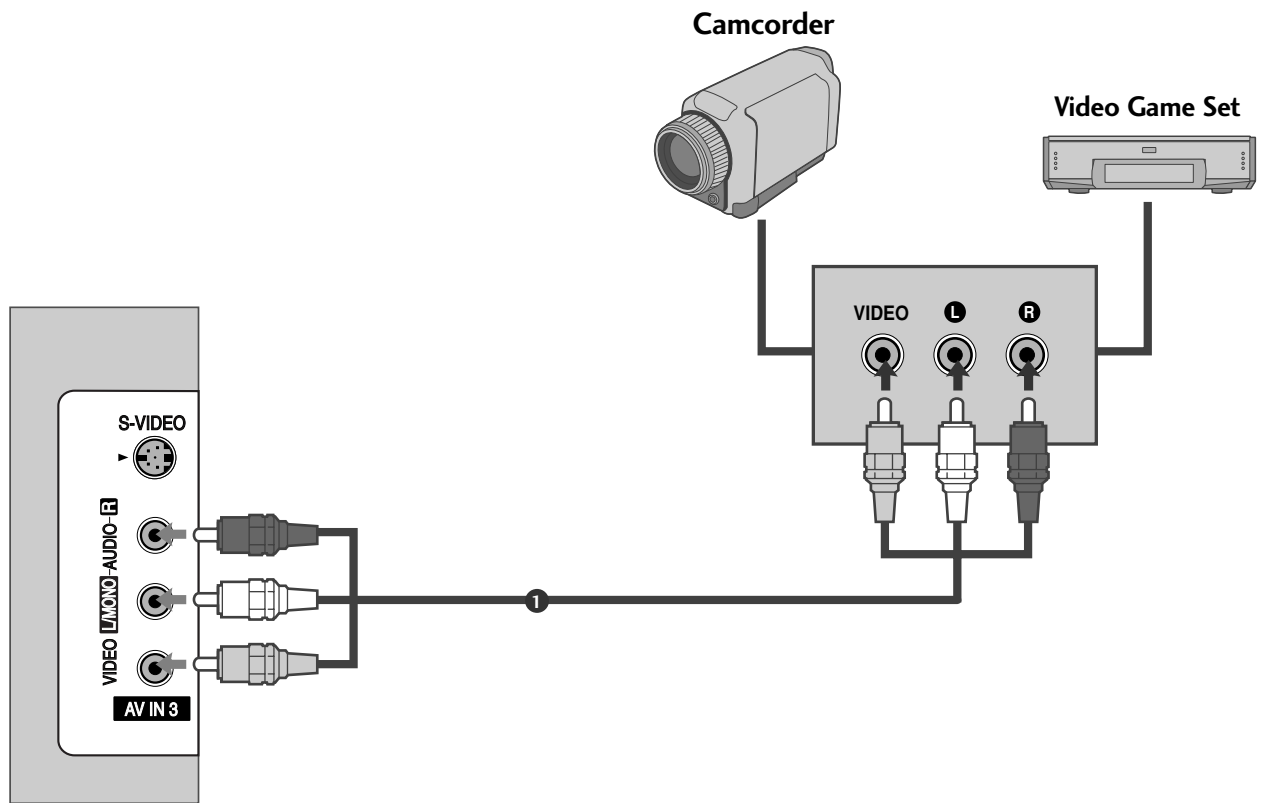 Camcorder
Video Game Set
VIDEO L R
S-VIDEO
VIDEO L/MONO-AUDIO-R
1
AV IN 3